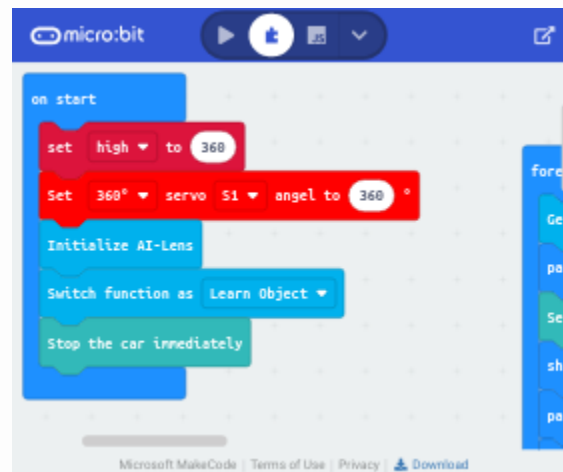 micro:bit
JS
on start
set high to 360
Set 360° servo S1 angel to 360 °
Initialize AI-Lens
Switch function as Learn Object
Stop the car immediately
fore
Ge
pa
Se
sh
pa
Microsoft MakeCode | Terms of Use | Privacy | Download